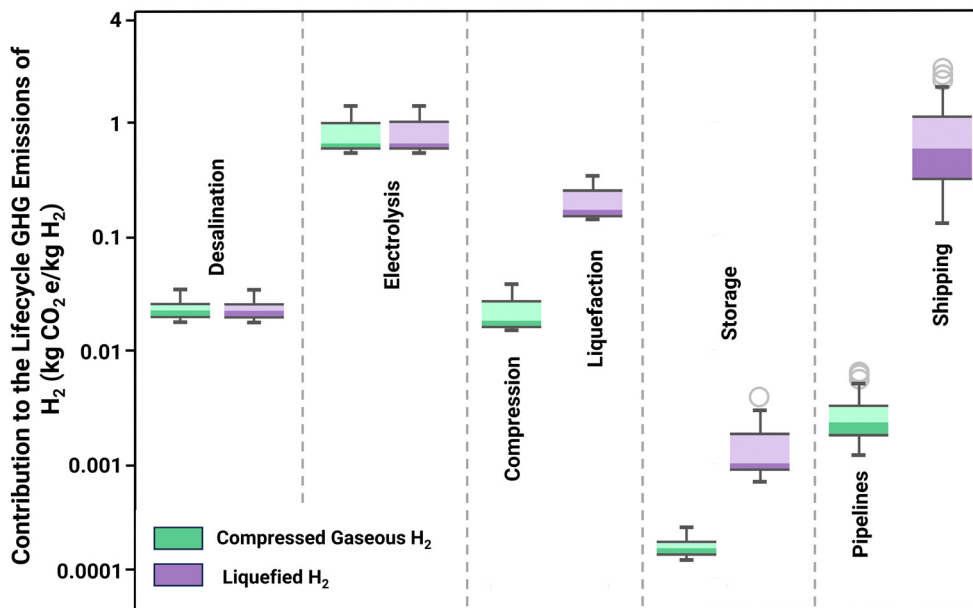 Contribution to the Lifecycle GHG Emissions of
H₂ (kg CO₂ e/kg H₂)
4
1
0.1
0.01
0.001
0.0001
Desalination
Electrolysis
Compression
Liquefaction
Storage
Pipelines
Shipping
Compressed Gaseous H₂
Liquefied H₂